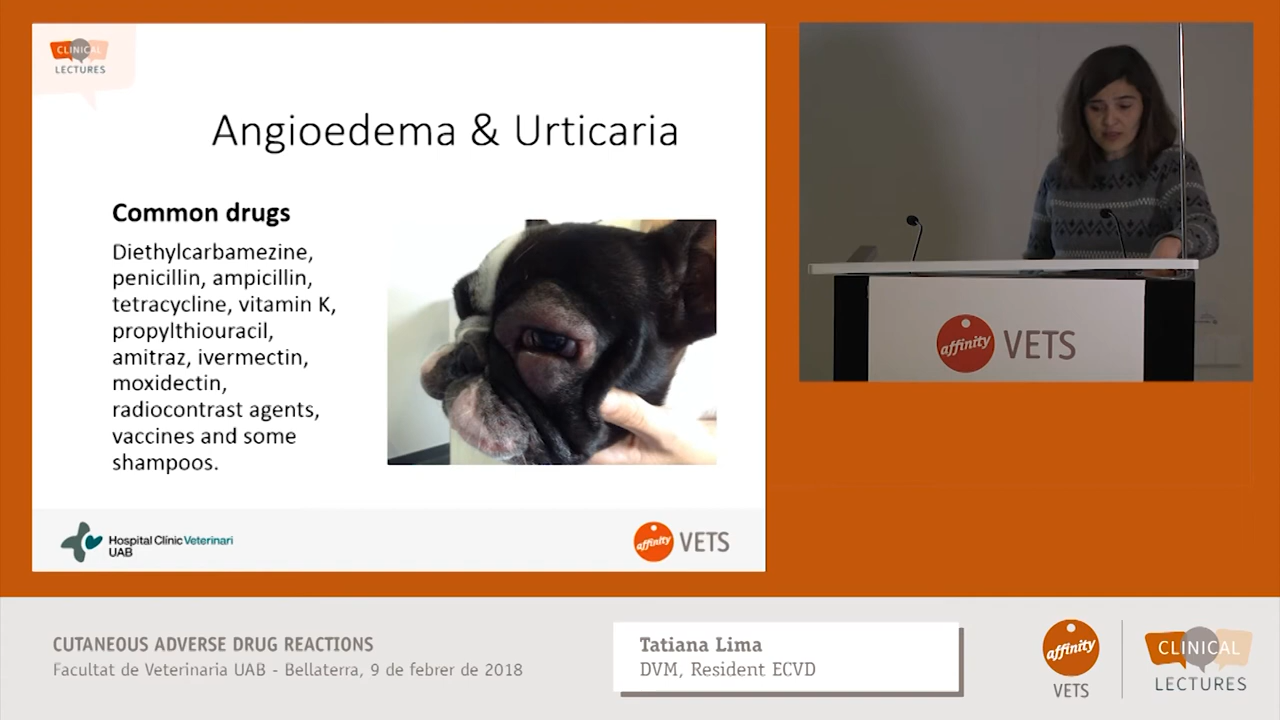 CLINICAL
LECTURES
Angioedema & Urticaria
Common drugs
Diethylcarbamezine,
penicillin, ampicillin,
tetracycline, vitamin K,
propylthiouracil,
amitraz, ivermectin,
moxidectin,
radiocontrast agents,
vaccines and some
shampoos.
Hospital Clínic Veterinari
UAB
affinity VETS
affinity VETS
CUTANEOUS ADVERSE DRUG REACTIONS
Facultat de Veterinaria UAB - Bellaterra, 9 de febrer de 2018
Tatiana Lima
DVM, Resident ECVD
affinity
VETS
CLINICAL
LECTURES